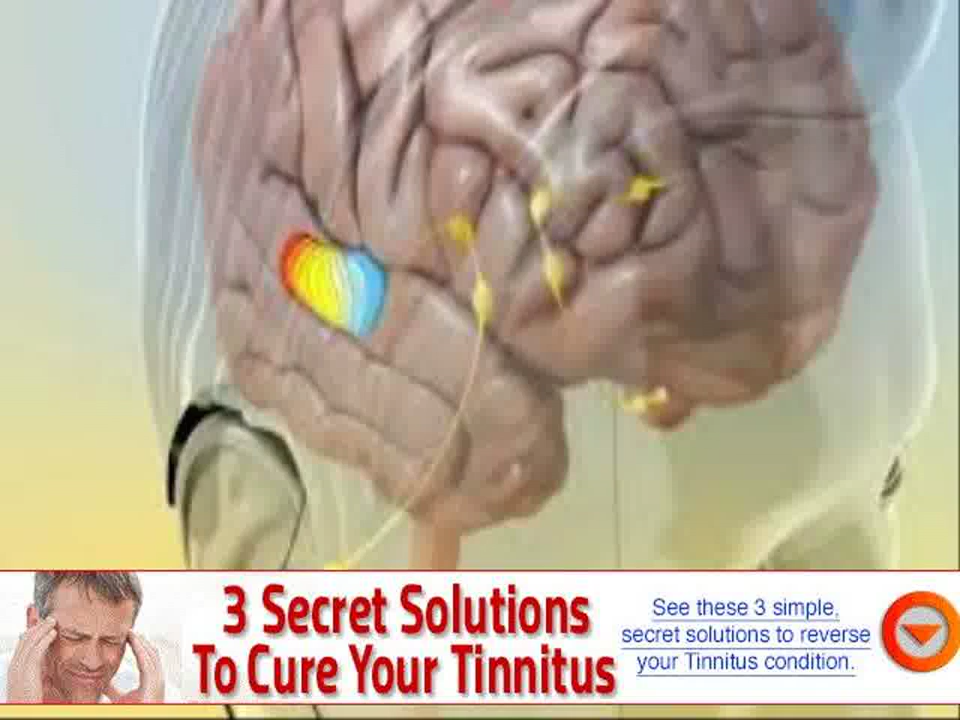 3 Secret Solutions
To Cure Your Tinnitus
See these 3 simple,
secret solutions to reverse
your Tinnitus condition.